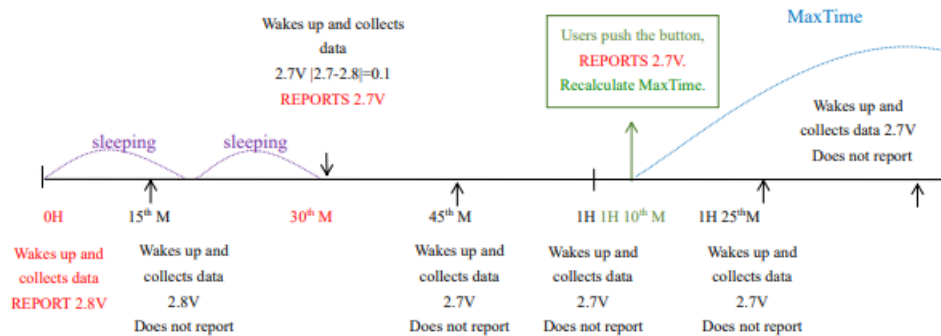 Wakes up and collects
data
2.7V |2.7-2.8|=0.1
REPORTS 2.7V
Users push the button,
REPORTS 2.7V.
Recalculate MaxTime.
MaxTime
Wakes up and
collects data 2.7V
Does not report
sleeping
sleeping
0H
15th M
30th M
45th M
1H
1H 10th M
1H 25th M
Wakes up and
collects data
REPORT 2.8V
Wakes up and
collects data
2.8V
Does not report
Wakes up and
collects data
2.7V
Does not report
Wakes up and
collects data
2.7V
Does not report
Wakes up and
collects data
2.7V
Does not report